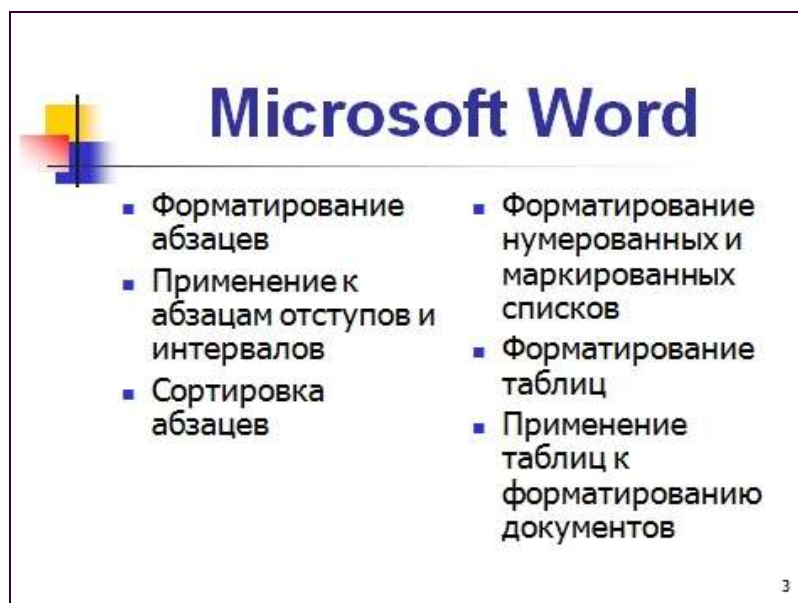 Microsoft Word
Форматирование
абзацев
Применение к
абзацам отступов и
интервалов
Сортировка
абзацев
Форматирование
нумерованных и
маркированных
списков
Форматирование
таблиц
Применение
таблиц к
форматированию
документов
3